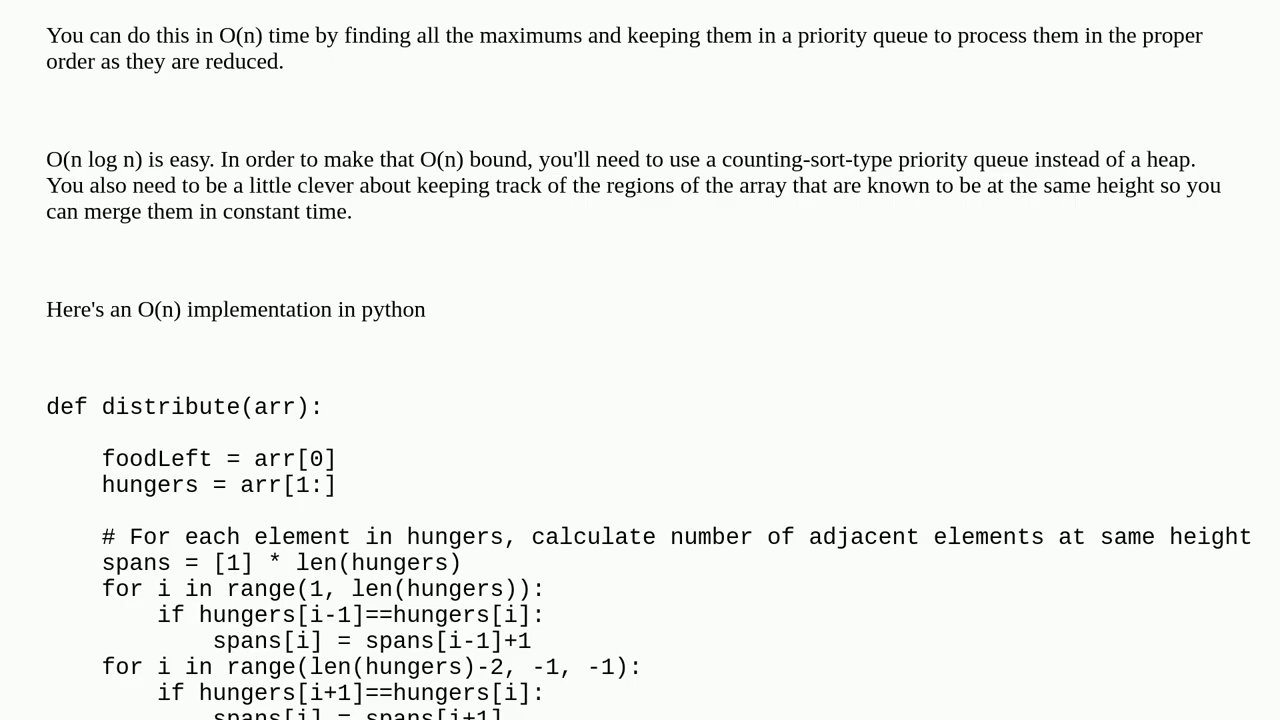 You can do this in O(n) time by finding all the maximums and keeping them in a priority queue to process them in the proper
order as they are reduced.
O(n log n) is easy. In order to make that O(n) bound, you'll need to use a counting-sort-type priority queue instead of a heap.
You also need to be a little clever about keeping track of the regions of the array that are known to be at the same height so you
can merge them in constant time.
Here's an O(n) implementation in python
def distribute(arr):
    foodLeft = arr[0]
    hungers = arr[1:]
    # For each element in hungers, calculate number of adjacent elements at same height
    spans = [1] * len(hungers)
    for i in range(1, len(hungers)):
        if hungers[i-1]==hungers[i]:
            spans[i] = spans[i-1]+1
    for i in range(len(hungers)-2, -1, -1):
        if hungers[i+1]==hungers[i]:
            spans[i] = spans[i+1]